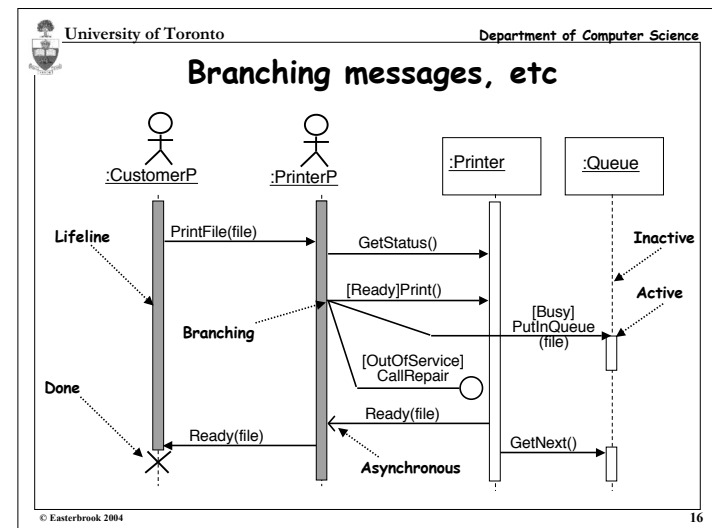 University of Toronto
Department of Computer Science
Branching messages, etc
:CustomerP
:PrinterP
:Printer
:Queue
Lifeline
PrintFile(file)
GetStatus()
Inactive
[Ready]Print()
Active
[Busy]
PutInQueue
(file)
Branching
[OutOfService]
CallRepair
Done
Ready(file)
Ready(file)
GetNext()
Asynchronous
© Easterbrook 2004
16